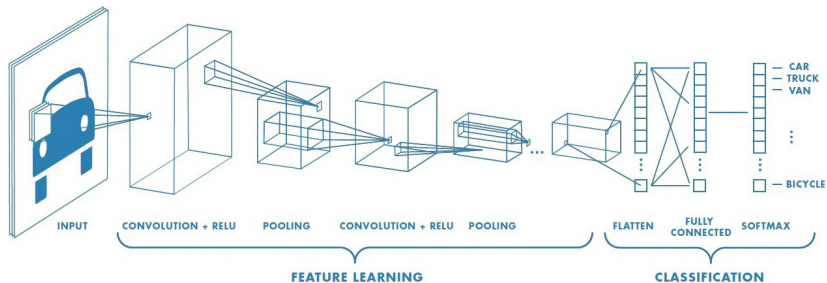 CAR
TRUCK
VAN
BICYCLE
INPUT
CONVOLUTION + RELU
POOLING
CONVOLUTION + RELU
POOLING
FLATTEN
FULLY
CONNECTED
SOFTMAX
FEATURE LEARNING
CLASSIFICATION